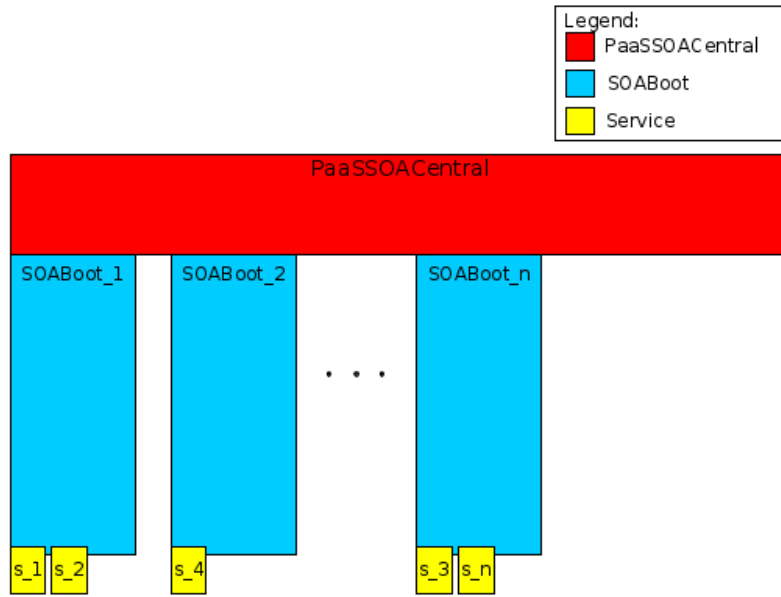 Legend:
PaaSSOACentral
SOABoot
Service
PaaSSOACentral
SOABoot_1
SOABoot_2
SOABoot_n
. . .
s_1
s_2
s_4
s_3
s_n